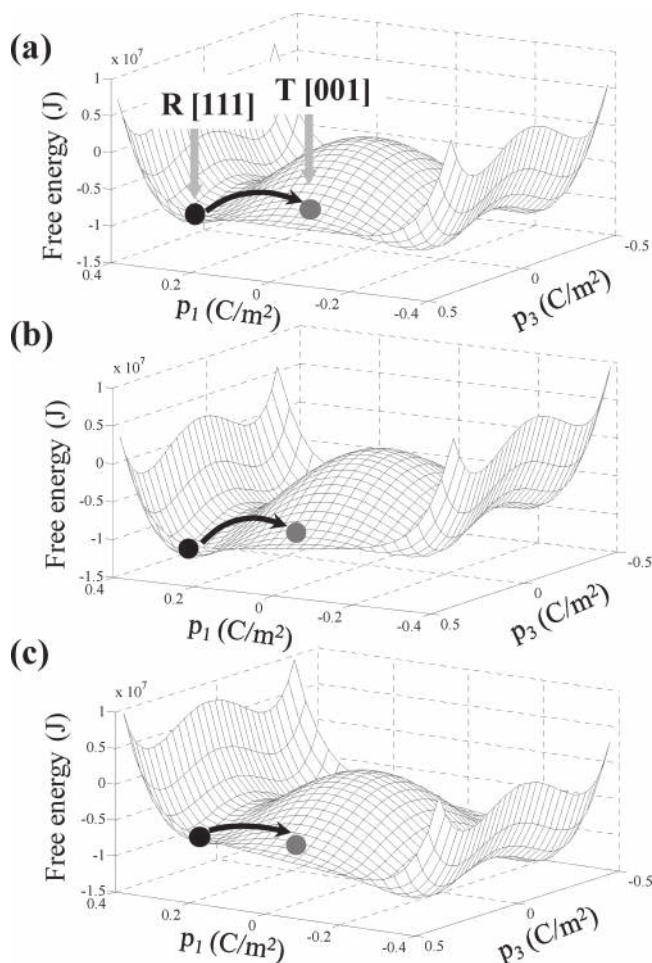 (a)
x 10⁷
R [111]
T [001]
1
0.5
0
-0.5
-1
-1.5
Free energy (J)
0.4
0.2
0
-0.2
-0.4
p₁ (C/m²)
0.5
0
-0.5
p₃ (C/m²)
(b)
x 10⁷
1
0.5
0
-0.5
-1
-1.5
Free energy (J)
0.4
0.2
0
-0.2
-0.4
p₁ (C/m²)
0.5
0
-0.5
p₃ (C/m²)
(c)
x 10⁷
1
0.5
0
-0.5
-1
-1.5
Free energy (J)
0.4
0.2
0
-0.2
-0.4
p₁ (C/m²)
0.5
0
-0.5
p₃ (C/m²)